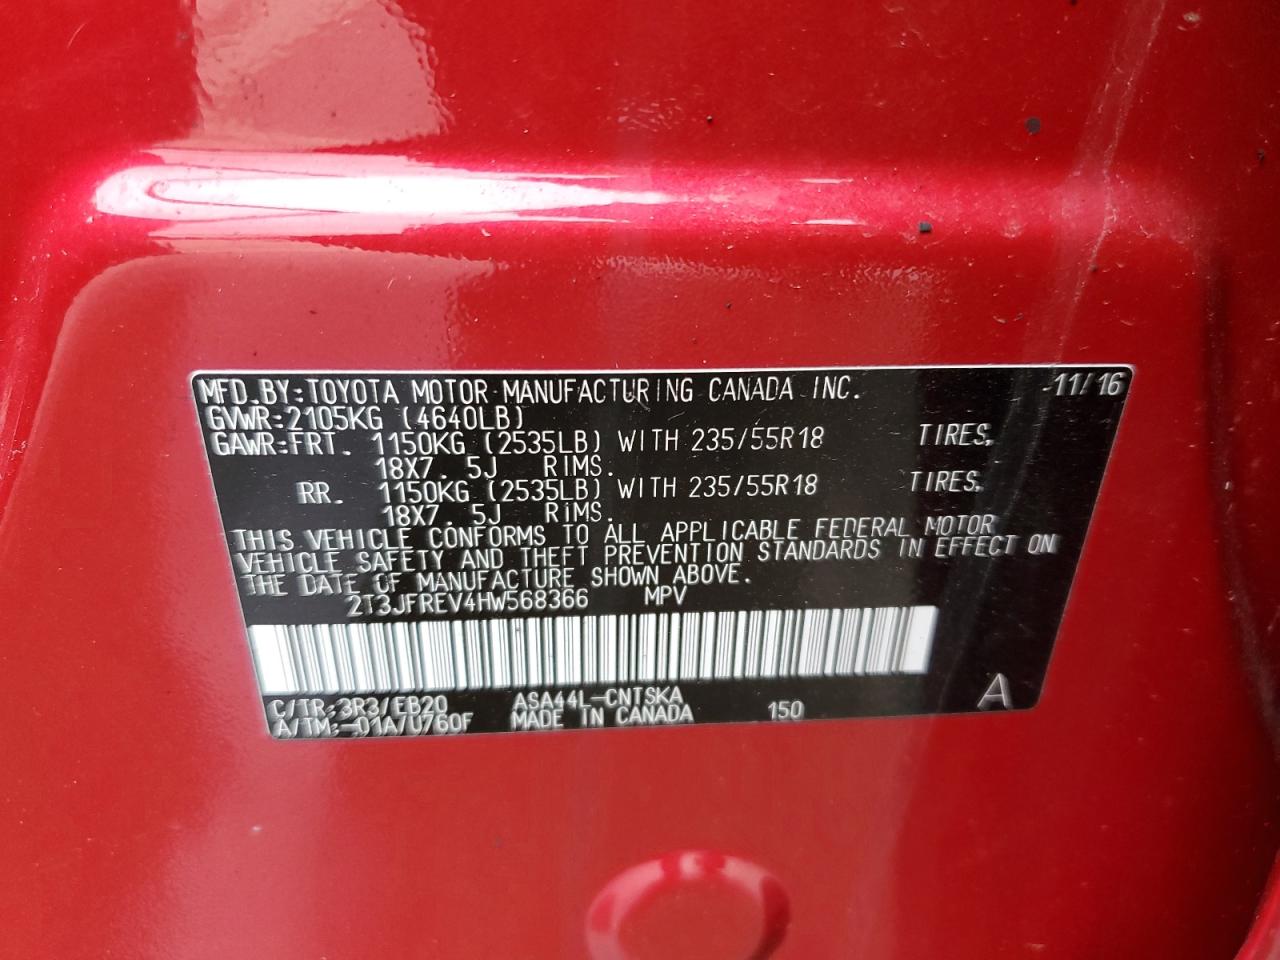 MFD.BY:TOYOTA MOTOR MANUFACTURING CANADA INC. 11/16
GVWR:2105KG (4640LB)
GAWR:FRT. 1150KG (2535LB) WITH 235/55R18 TIRES,
18X7. 5J RIMS.
RR. 1150KG (2535LB) WITH 235/55R18 TIRES,
18X7. 5J RIMS.
THIS VEHICLE CONFORMS TO ALL APPLICABLE FEDERAL MOTOR
VEHICLE SAFETY AND THEFT PREVENTION STANDARDS IN EFFECT ON
THE DATE OF MANUFACTURE SHOWN ABOVE.
2T3JFREV4HW568366 MPV
C/TR:3R3/EB20 ASA44L-CNTSKA
A/TM:-01A/U760F MADE IN CANADA 150 A